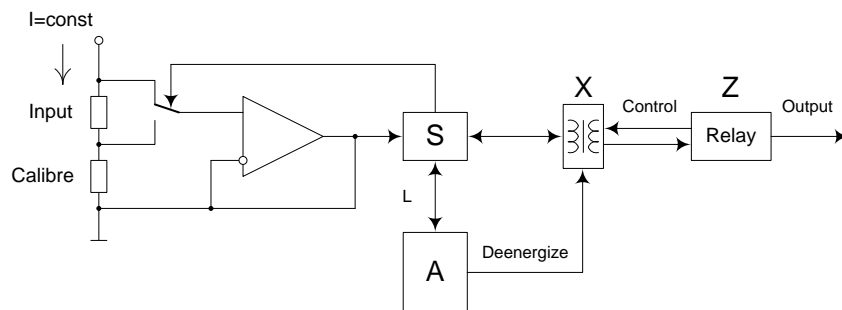 I=const
Input
Calibre
S
L
A
Deenergize
X
Control
Z
Relay
Output